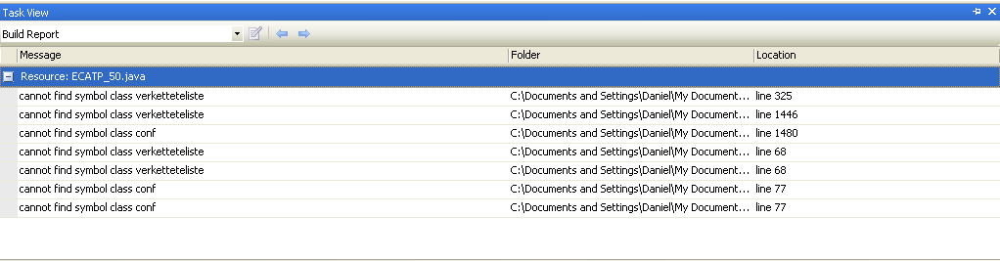 Task View
Build Report
Message Folder Location
Resource: ECATP_50.java
cannot find symbol class verketteteliste C:\Documents and Settings\Daniel\My Document... line 325
cannot find symbol class verketteteliste C:\Documents and Settings\Daniel\My Document... line 1446
cannot find symbol class conf C:\Documents and Settings\Daniel\My Document... line 1480
cannot find symbol class verketteteliste C:\Documents and Settings\Daniel\My Document... line 68
cannot find symbol class verketteteliste C:\Documents and Settings\Daniel\My Document... line 68
cannot find symbol class conf C:\Documents and Settings\Daniel\My Document... line 77
cannot find symbol class conf C:\Documents and Settings\Daniel\My Document... line 77